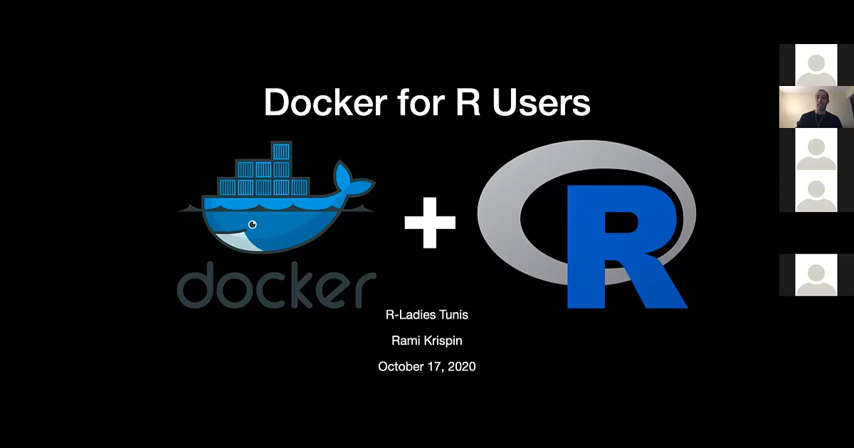 Docker for R Users
docker
+
R
R-Ladies Tunis
Rami Krispin
October 17, 2020